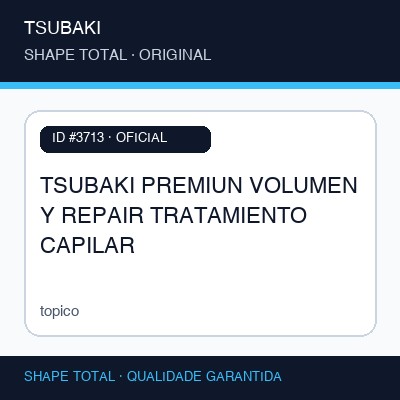 TSUBAKI
SHAPE TOTAL · ORIGINAL
ID #3713 · OFICIAL
TSUBAKI PREMIUN VOLUMEN
Y REPAIR TRATAMIENTO
CAPILAR
topico
SHAPE TOTAL · QUALIDADE GARANTIDA